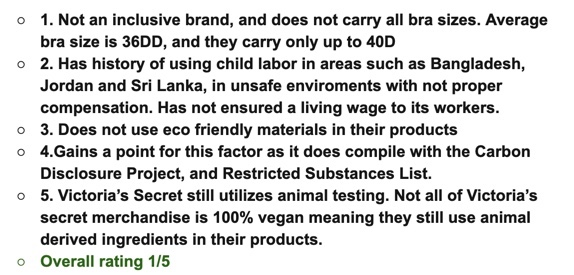 1. Not an inclusive brand, and does not carry all bra sizes. Average
bra size is 36DD, and they carry only up to 40D
2. Has history of using child labor in areas such as Bangladesh,
Jordan and Sri Lanka, in unsafe enviroments with not proper
compensation. Has not ensured a living wage to its workers.
3. Does not use eco friendly materials in their products
4.Gains a point for this factor as it does compile with the Carbon
Disclosure Project, and Restricted Substances List.
5. Victoria’s Secret still utilizes animal testing. Not all of Victoria’s
secret merchandise is 100% vegan meaning they still use animal
derived ingredients in their products.
Overall rating 1/5